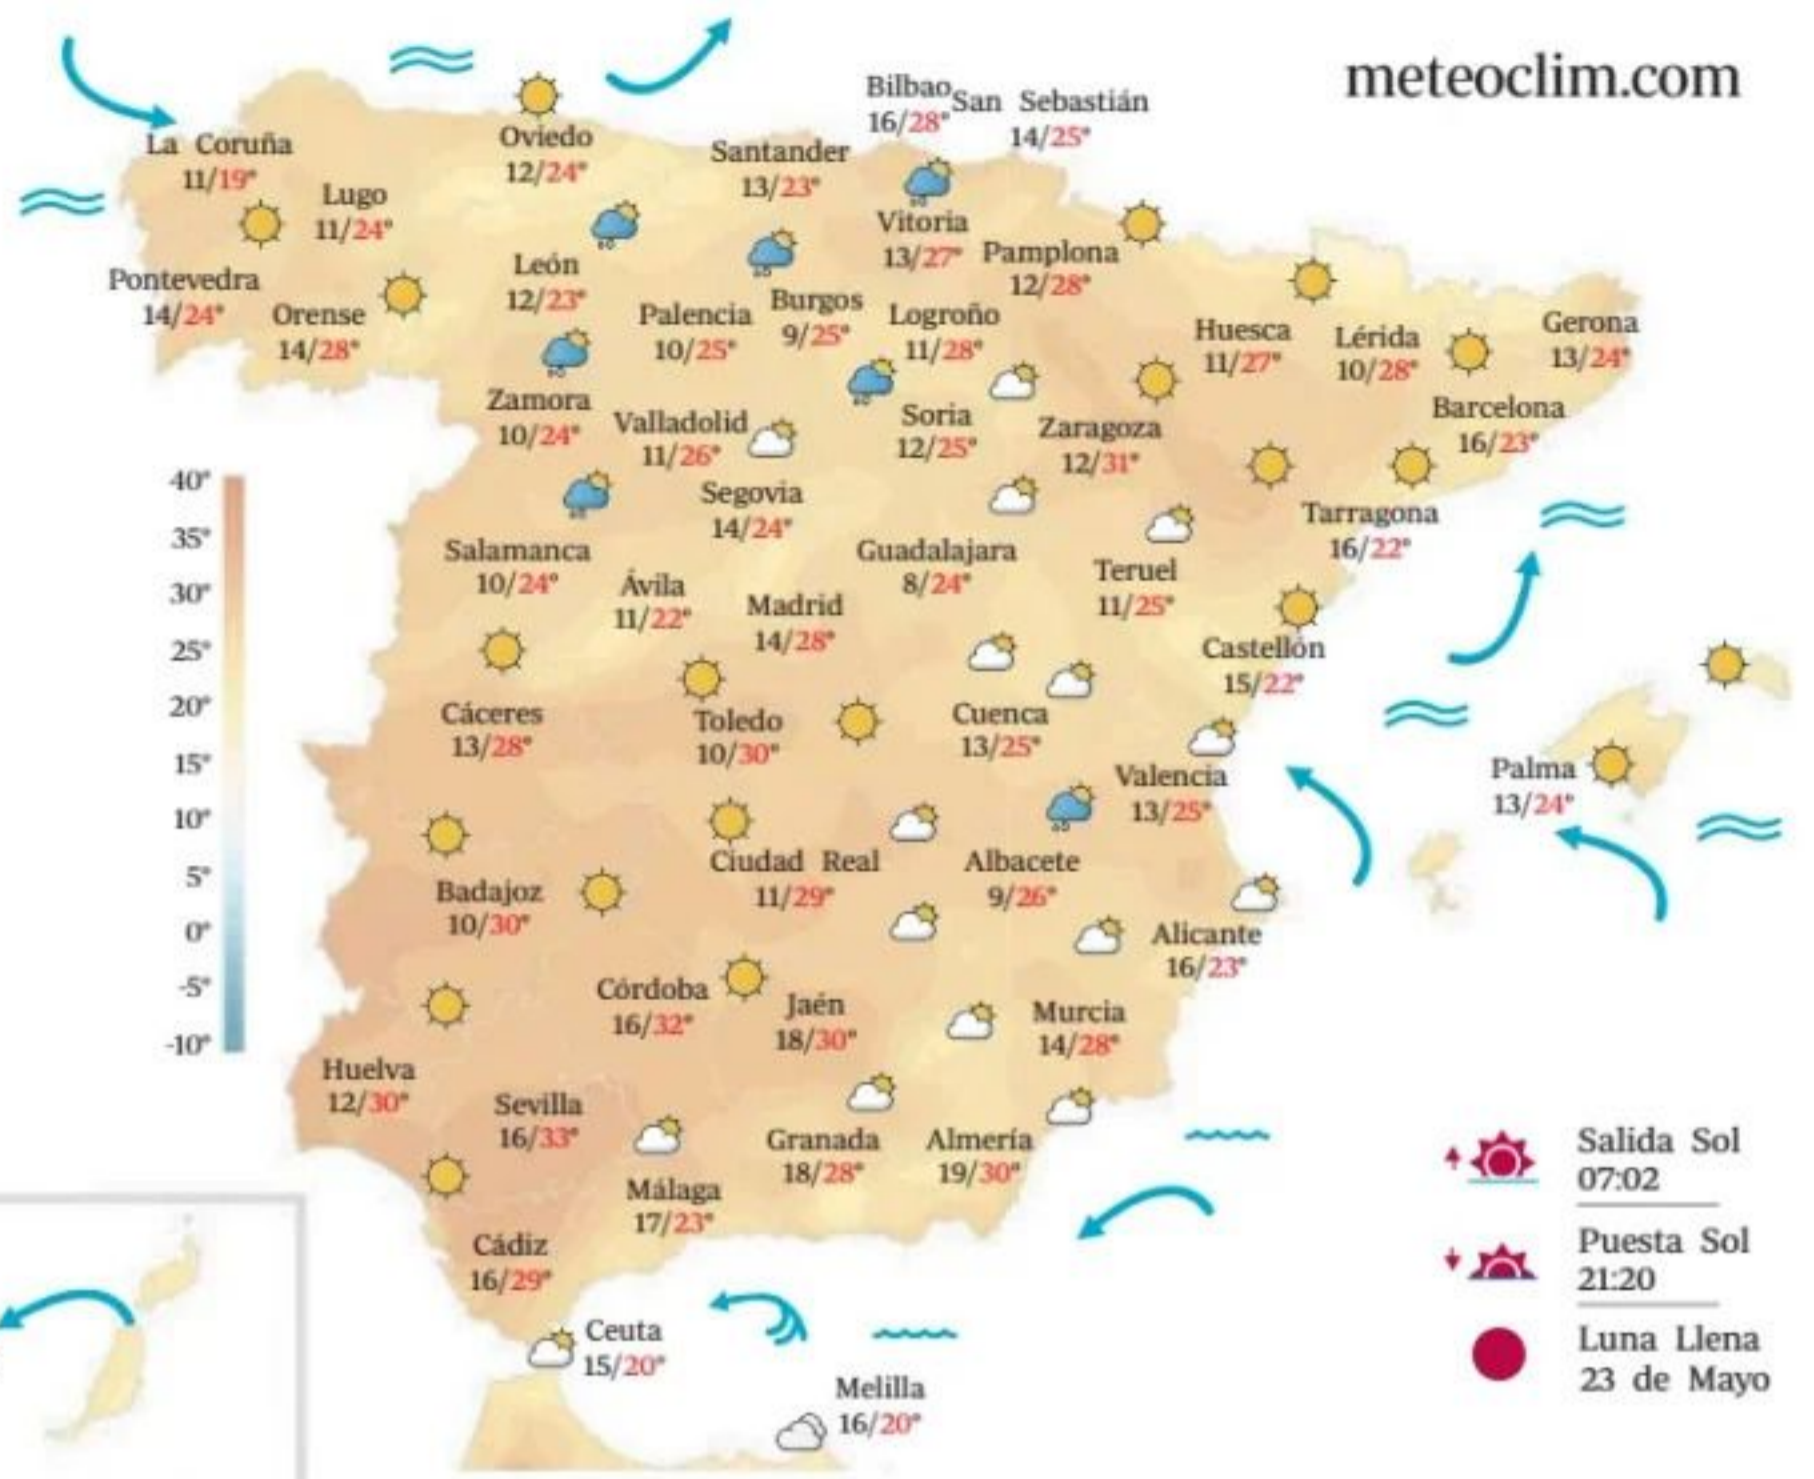 meteoclim.com
Bilbao
16/28°
San Sebastián
14/25°
La Coruña
11/19°
Oviedo
12/24°
Santander
13/23°
Lugo
11/24°
Vitoria
13/27°
Pamplona
12/28°
León
12/23°
Pontevedra
14/24°
Orense
14/28°
Palencia
10/25°
Burgos
9/25°
Logroño
11/28°
Huesca
11/27°
Lérida
10/28°
Gerona
13/24°
Zamora
10/24°
Valladolid
11/26°
Soria
12/25°
Zaragoza
12/31°
Barcelona
16/23°
Segovia
14/24°
Tarragona
16/22°
Salamanca
10/24°
Ávila
11/22°
Madrid
14/28°
Guadalajara
8/24°
Teruel
11/25°
Castellón
15/22°
Cáceres
13/28°
Toledo
10/30°
Cuenca
13/25°
Valencia
13/25°
Palma
13/24°
Ciudad Real
11/29°
Albacete
9/26°
Badajoz
10/30°
Alicante
16/23°
Córdoba
16/32°
Jaén
18/30°
Murcia
14/28°
Huelva
12/30°
Sevilla
16/33°
Granada
18/28°
Almería
19/30°
Málaga
17/23°
Cádiz
16/29°
Ceuta
15/20°
Melilla
16/20°
40°
35°
30°
25°
20°
15°
10°
5°
0°
-5°
-10°
Salida Sol
07:02
Puesta Sol
21:20
Luna Llena
23 de Mayo